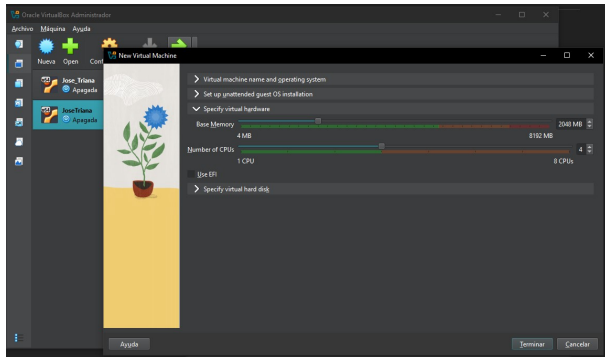 Oracle VirtualBox Administrador
Archivo Máquina Ayuda
Nueva Open
Jose_Triana
Apagada
JoseTriana
Apagada
New Virtual Machine
Virtual machine name and operating system
Set up unattended guest OS installation
Specify virtual hardware
Base Memory 2048 MB
4 MB 8192 MB
Number of CPUs 4
1 CPU 8 CPUs
Use EFI
Specify virtual hard disk
Ayuda Terminar Cancelar